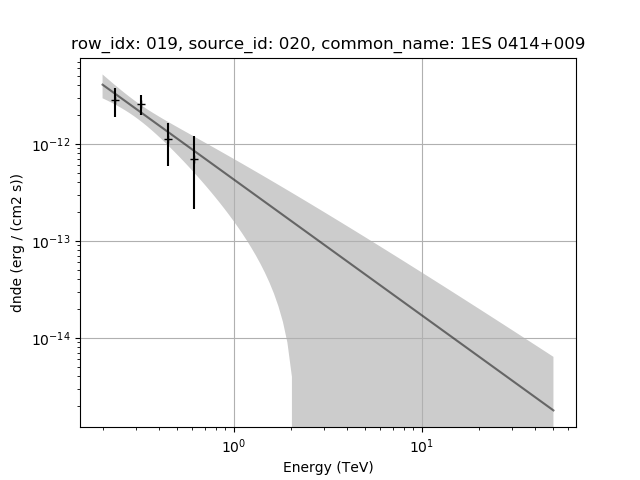 row_idx: 019, source_id: 020, common_name: 1ES 0414+009
dnde (erg / (cm2 s))
10⁻¹²
10⁻¹³
10⁻¹⁴
10⁰
10¹
Energy (TeV)